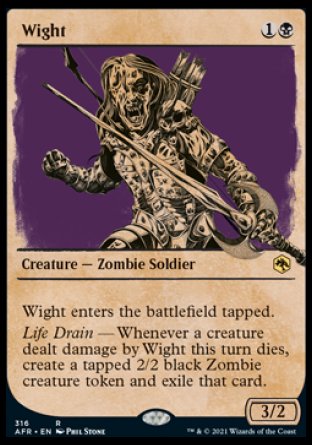 Wight 1
Creature — Zombie Soldier
Wight enters the battlefield tapped.
Life Drain — Whenever a creature
dealt damage by Wight this turn dies,
create a tapped 2/2 black Zombie
creature token and exile that card.
3/2
316 R
AFR • EN PHIL STONE
™ & © 2021 Wizards of the Coast